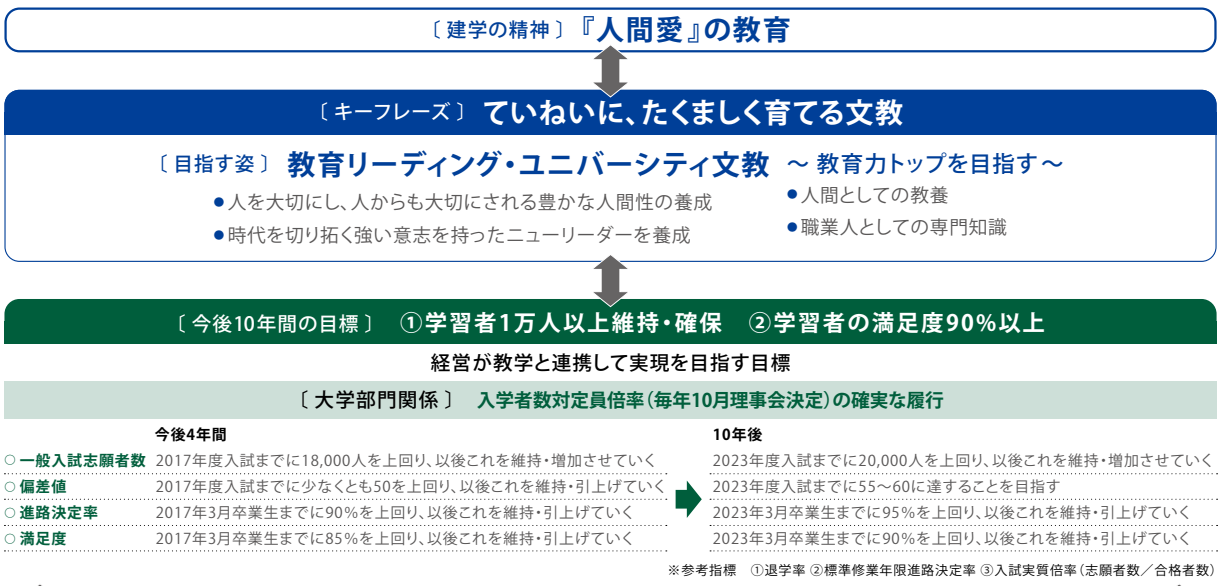 〔建学の精神〕『人間愛』の教育
〔キーフレーズ〕ていねいに、たくましく育てる文教
〔目指す姿〕教育リーディング・ユニバーシティ文教 ～教育力トップを目指す～
●人を大切にし、人からも大切にされる豊かな人間性の養成
●時代を切り拓く強い意志を持ったニューリーダーを養成
●人間としての教養
●職業人としての専門知識
〔今後10年間の目標〕 ①学習者1万人以上維持・確保 ②学習者の満足度90%以上
経営が教学と連携して実現を目指す目標
〔大学部門関係〕 入学者数対定員倍率(毎年10月理事会決定)の確実な履行
今後4年間 10年後
○一般入試志願者数 2017年度入試までに18,000人を上回り、以後これを維持・増加させていく 2023年度入試までに20,000人を上回り、以後これを維持・増加させていく
○偏差値 2017年度入試までに少なくとも50を上回り、以後これを維持・引上げていく 2023年度入試までに55～60に達することを目指す
○進路決定率 2017年3月卒業生までに90%を上回り、以後これを維持・引上げていく 2023年3月卒業生までに95%を上回り、以後これを維持・引上げていく
○満足度 2017年3月卒業生までに85%を上回り、以後これを維持・引上げていく 2023年3月卒業生までに90%を上回り、以後これを維持・引上げていく
※参考指標 ①退学率 ②標準修業年限進路決定率 ③入試実質倍率(志願者数/合格者数)